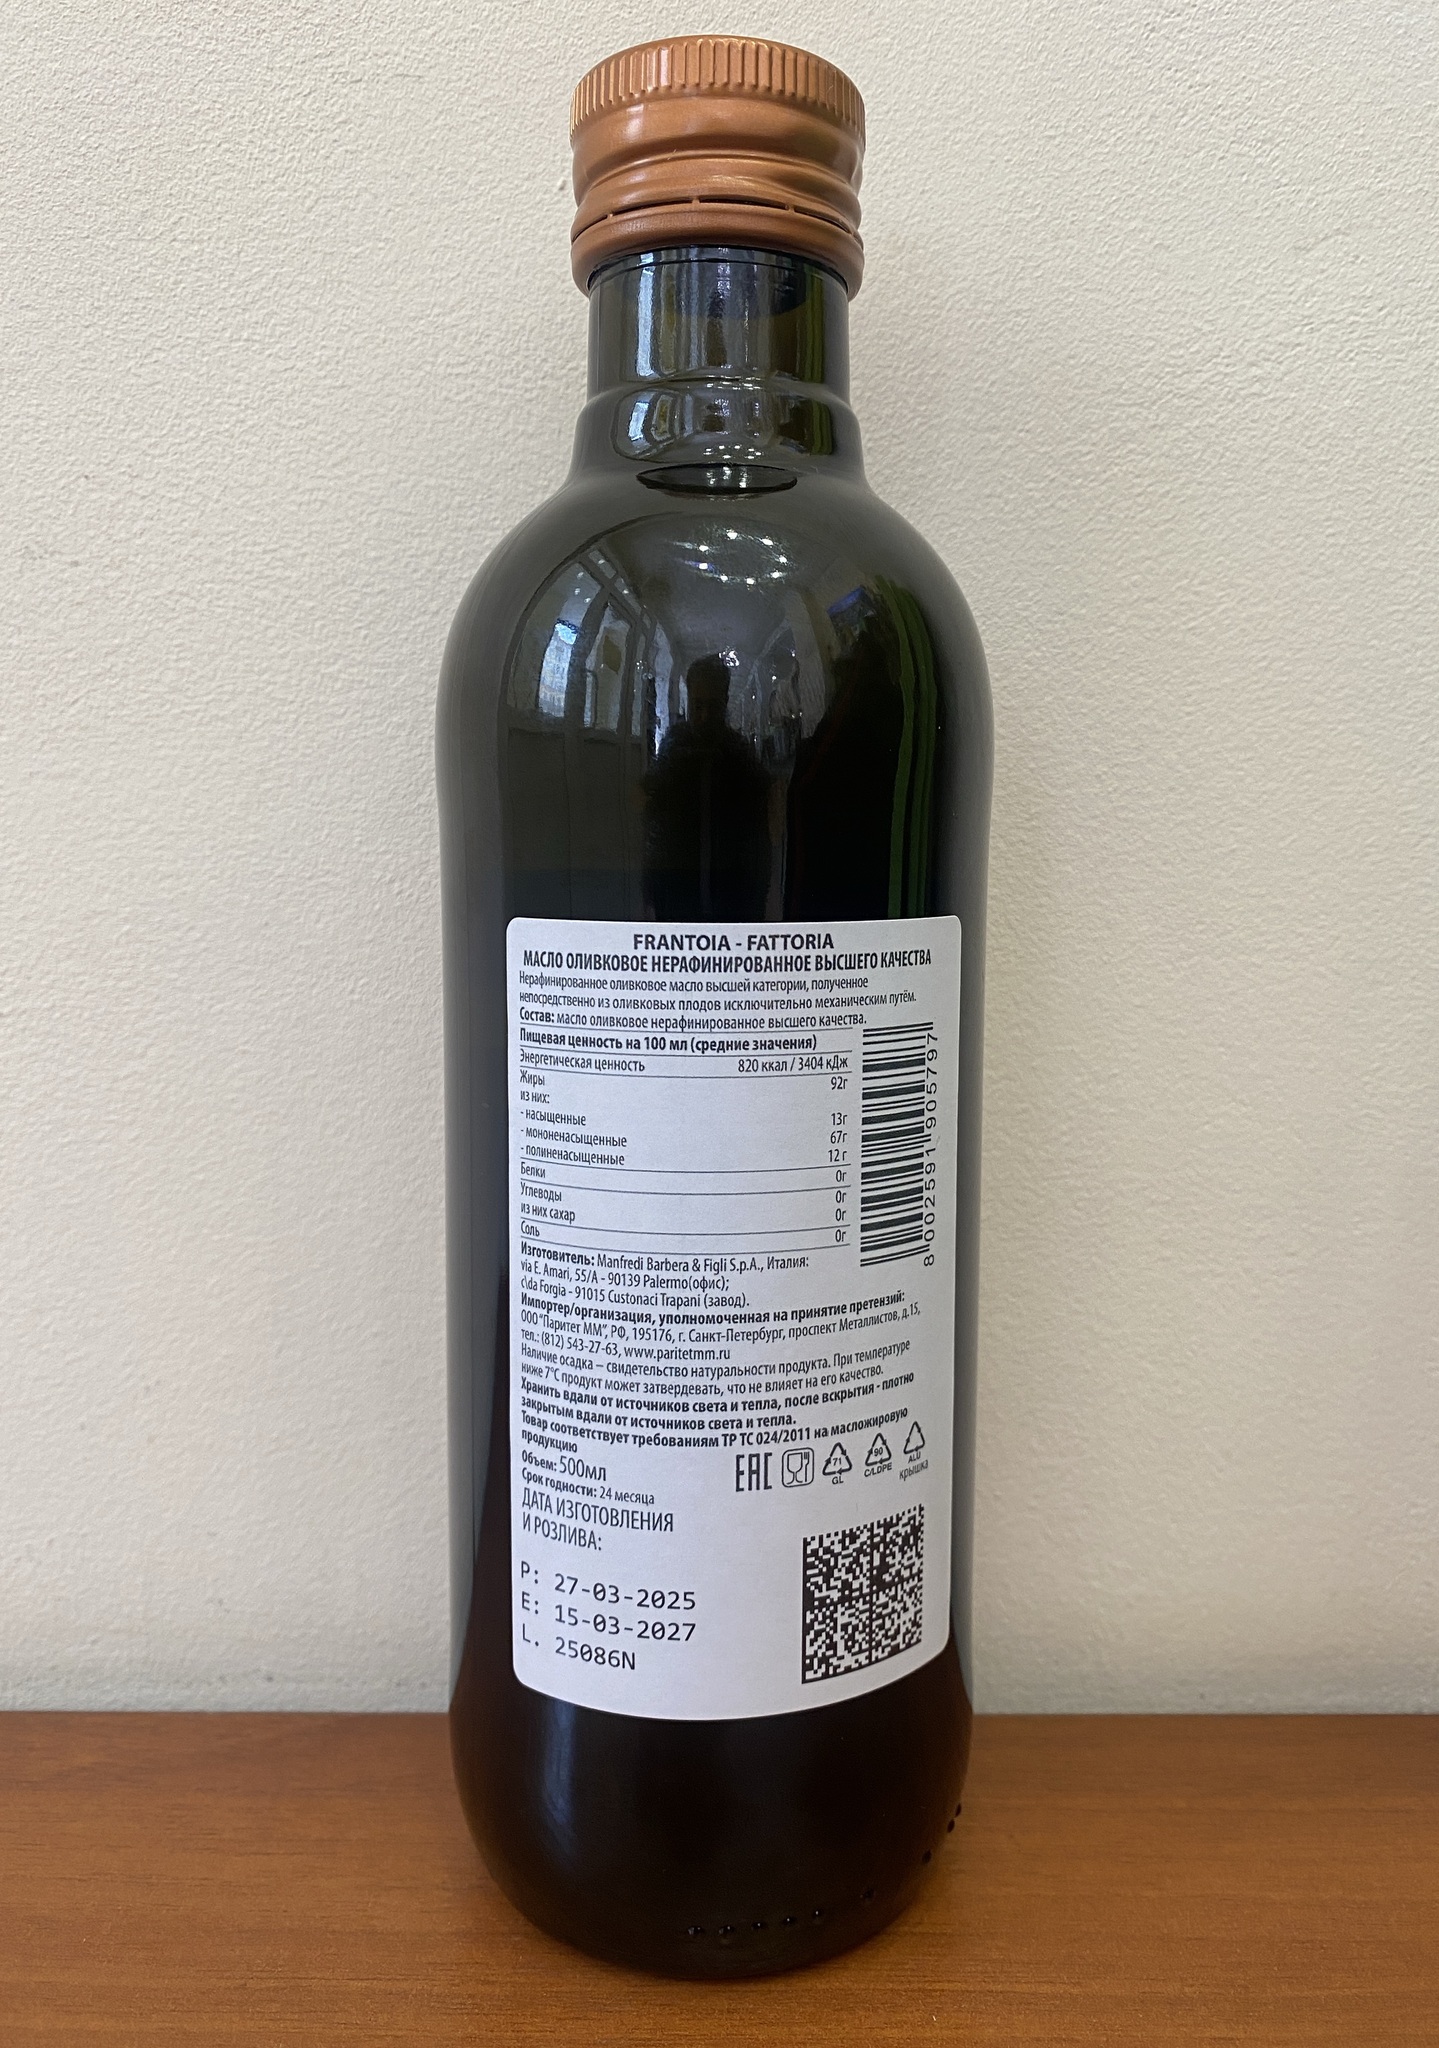 FRANTOIA - FATTORIA
МАСЛО ОЛИВКОВОЕ НЕРАФИНИРОВАННОЕ ВЫСШЕГО КАЧЕСТВА
Нерафинированное оливковое масло высшей категории, полученное
непосредственно из оливковых плодов исключительно механическим путём.
Состав: масло оливковое нерафинированное высшего качества.
Пищевая ценность на 100 мл (средние значения)
Энергетическая ценность 820 ккал / 3404 кДж
Жиры 92г
из них:
- насыщенные 13г
- мононенасыщенные 67г
- полиненасыщенные 12 г
Белки 0г
Углеводы 0г
из них сахар 0г
Соль 0г
8 002591 905797
Изготовитель: Manfredi Barbera & Figli S.p.A., Италия:
via E. Amari, 55/A - 90139 Palermo(офис);
c\da Forgia - 91015 Custonaci Trapani (завод).
Импортер/организация, уполномоченная на принятие претензий:
ООО "Паритет ММ", РФ, 195176, г. Санкт-Петербург, проспект Металлистов, д.15,
тел.: (812) 543-27-63, www.paritetmm.ru
Наличие осадка – свидетельство натуральности продукта. При температуре
ниже 7°С продукт может затвердевать, что не влияет на его качество.
Хранить вдали от источников света и тепла, после вскрытия - плотно
закрытым вдали от источников света и тепла.
Товар соответствует требованиям ТР ТС 024/2011 на масложировую
продукцию
Объем: 500мл
Срок годности: 24 месяца
EAC
71
GL
90
C/LDPE
ALU
крышка
ДАТА ИЗГОТОВЛЕНИЯ
И РОЗЛИВА:
P: 27-03-2025
E: 15-03-2027
L. 25086N